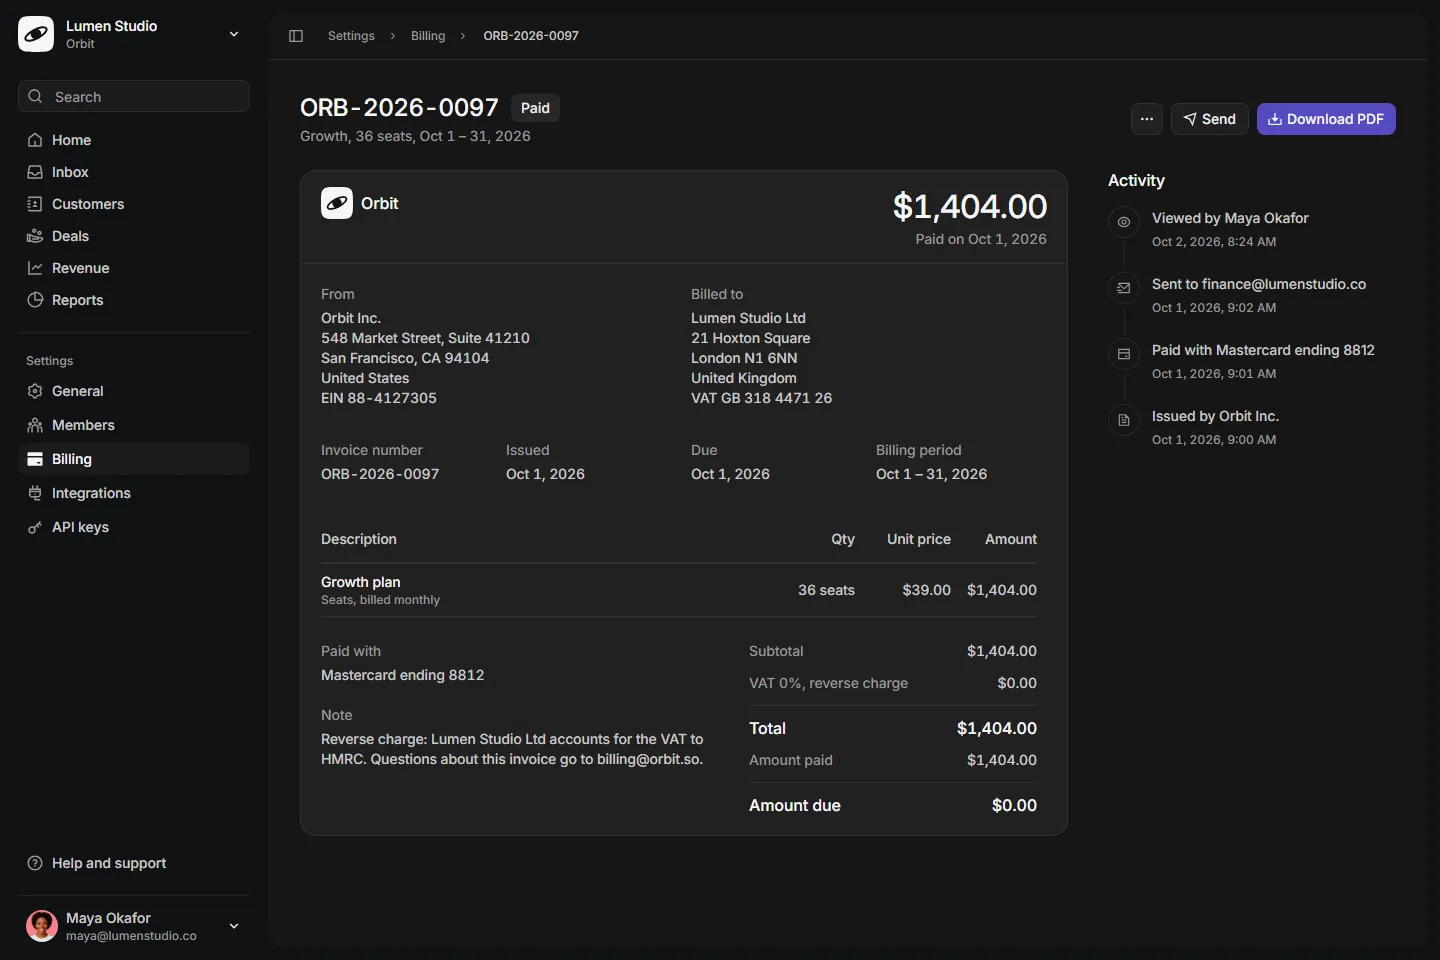 Lumen Studio
Orbit
Search
Home
Inbox
Customers
Deals
Revenue
Reports
Settings
General
Members
Billing
Integrations
API keys
Help and support
Maya Okafor
maya@lumenstudio.co
Settings > Billing > ORB-2026-0097
ORB-2026-0097 Paid
Growth, 36 seats, Oct 1 – 31, 2026
Send
Download PDF
Orbit
$1,404.00
Paid on Oct 1, 2026
From
Orbit Inc.
548 Market Street, Suite 41210
San Francisco, CA 94104
United States
EIN 88-4127305
Billed to
Lumen Studio Ltd
21 Hoxton Square
London N1 6NN
United Kingdom
VAT GB 318 4471 26
Invoice number
ORB-2026-0097
Issued
Oct 1, 2026
Due
Oct 1, 2026
Billing period
Oct 1 – 31, 2026
Description Qty Unit price Amount
Growth plan
Seats, billed monthly
36 seats $39.00 $1,404.00
Paid with
Mastercard ending 8812
Note
Reverse charge: Lumen Studio Ltd accounts for the VAT to
HMRC. Questions about this invoice go to billing@orbit.so.
Subtotal $1,404.00
VAT 0%, reverse charge $0.00
Total $1,404.00
Amount paid $1,404.00
Amount due $0.00
Activity
Viewed by Maya Okafor
Oct 2, 2026, 8:24 AM
Sent to finance@lumenstudio.co
Oct 1, 2026, 9:02 AM
Paid with Mastercard ending 8812
Oct 1, 2026, 9:01 AM
Issued by Orbit Inc.
Oct 1, 2026, 9:00 AM